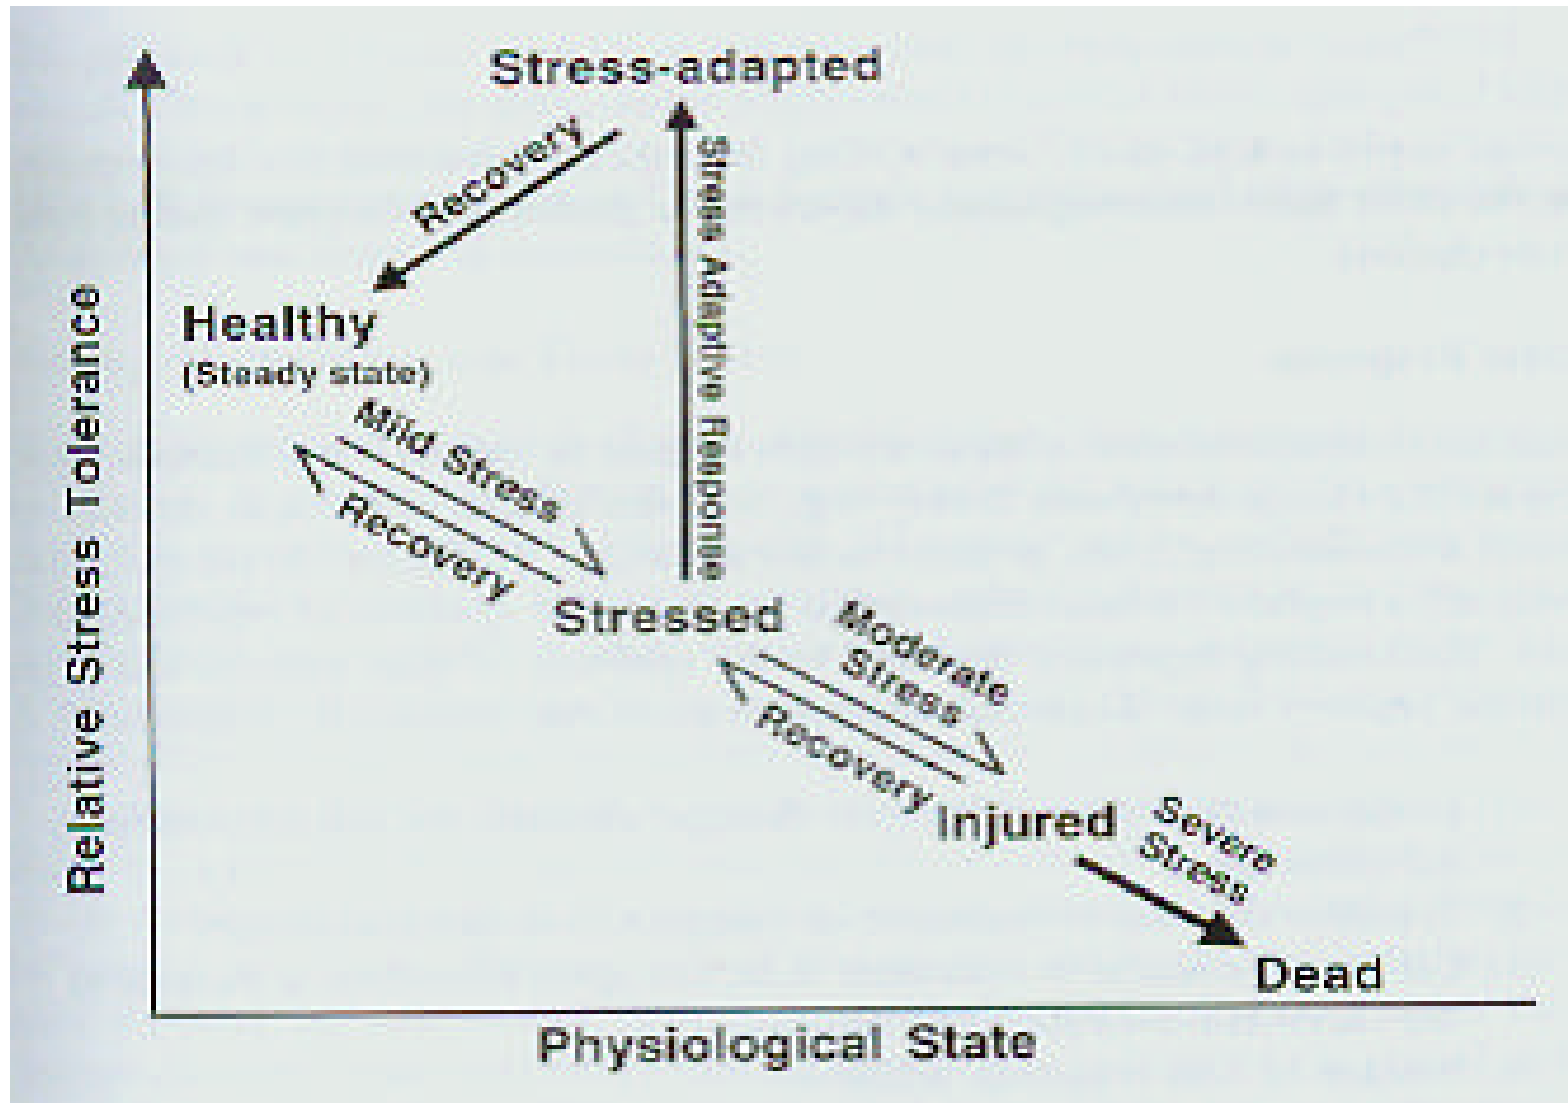 Stress-adapted
Recovery
Stress Adaptive Response
Healthy
(Steady state)
Mild Stress
Recovery
Stressed
Moderate
Stress
Recovery
Injured
Severe
Stress
Dead
Relative Stress Tolerance
Physiological State